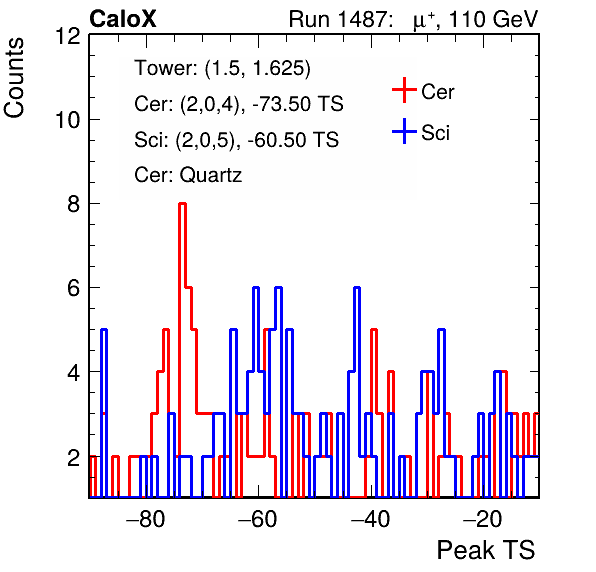 CaloX Run 1487: μ⁺, 110 GeV
Counts
12
10
8
6
4
2
Tower: (1.5, 1.625)
Cer: (2,0,4), -73.50 TS
Sci: (2,0,5), -60.50 TS
Cer: Quartz
Cer
Sci
−80 −60 −40 −20
Peak TS